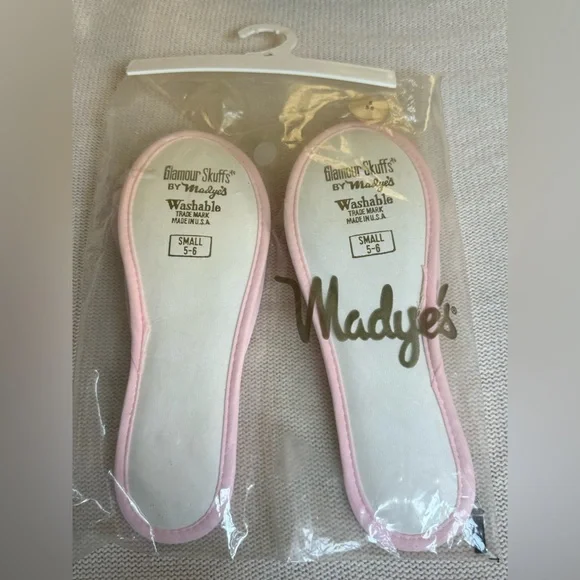 Glamour Skuffs®
BY Madye's
Washable
TRADE MARK
MADE IN U.S.A.
SMALL
5-6
Glamour Skuffs®
BY Madye's
Washable
TRADE MARK
MADE IN U.S.A.
SMALL
5-6
Madye's